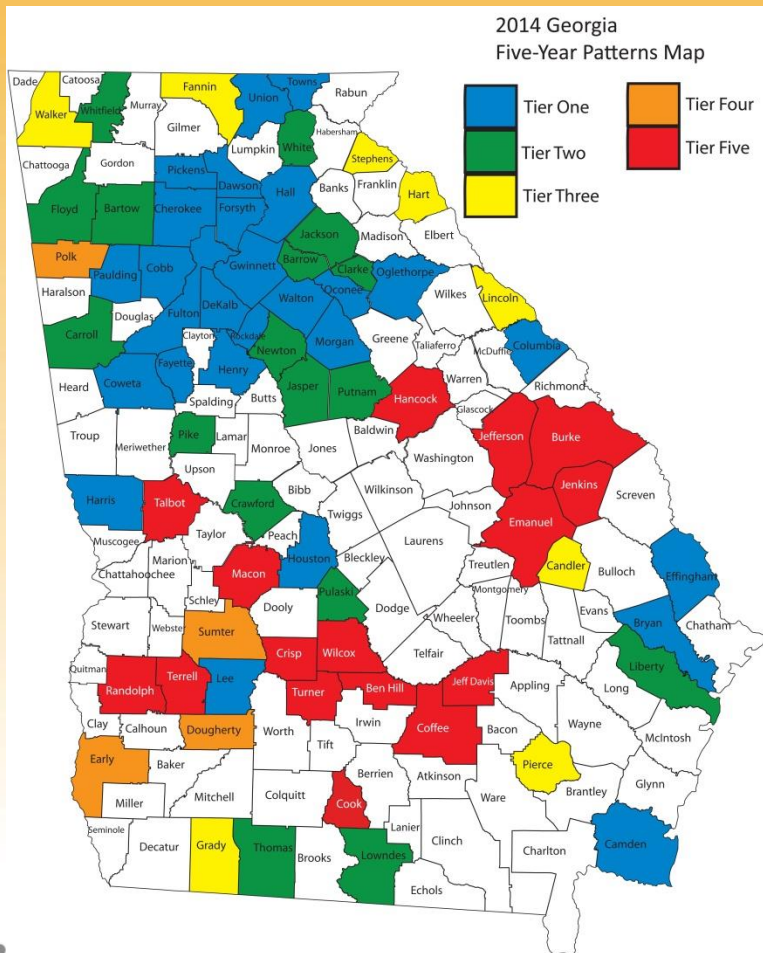 2014 Georgia
Five-Year Patterns Map
Tier One
Tier Four
Tier Two
Tier Five
Tier Three
Dade
Catoosa
Walker
Whitfield
Murray
Fannin
Union
Towns
Rabun
Gilmer
Habersham
Lumpkin
White
Stephens
Chattooga
Gordon
Pickens
Dawson
Hall
Banks
Franklin
Hart
Floyd
Bartow
Cherokee
Forsyth
Jackson
Madison
Elbert
Polk
Paulding
Cobb
Gwinnett
Barrow
Clarke
Oglethorpe
Oconee
Haralson
Douglas
Fulton
DeKalb
Walton
Wilkes
Lincoln
Carroll
Clayton
Rockdale
Newton
Morgan
Greene
Taliaferro
McDuffie
Columbia
Fayette
Henry
Heard
Coweta
Jasper
Putnam
Hancock
Warren
Richmond
Spalding
Butts
Glascock
Troup
Meriwether
Pike
Lamar
Monroe
Jones
Baldwin
Jefferson
Burke
Washington
Upson
Harris
Talbot
Crawford
Bibb
Wilkinson
Jenkins
Screven
Twiggs
Johnson
Emanuel
Muscogee
Taylor
Peach
Houston
Bleckley
Laurens
Marion
Chattahoochee
Macon
Treutlen
Candler
Bulloch
Effingham
Schley
Dooly
Pulaski
Dodge
Montgomery
Stewart
Webster
Sumter
Wheeler
Toombs
Evans
Bryan
Chatham
Tattnall
Crisp
Wilcox
Telfair
Liberty
Quitman
Randolph
Terrell
Lee
Turner
Ben Hill
Jeff Davis
Appling
Long
Clay
Calhoun
Dougherty
Worth
Irwin
Coffee
Bacon
Wayne
McIntosh
Tift
Early
Baker
Pierce
Berrien
Atkinson
Miller
Mitchell
Colquitt
Cook
Ware
Brantley
Glynn
Seminole
Decatur
Grady
Thomas
Brooks
Lanier
Lowndes
Clinch
Charlton
Camden
Echols